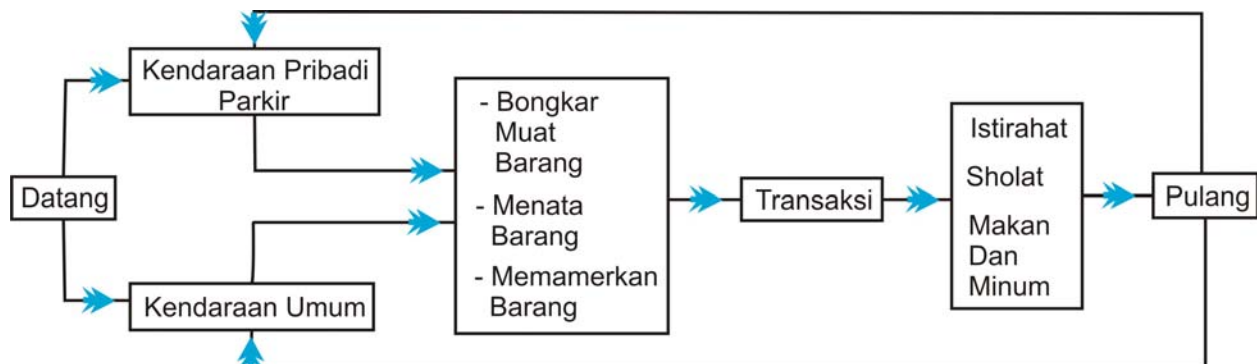 Datang
Kendaraan Pribadi
Parkir
Kendaraan Umum
- Bongkar
Muat
Barang
- Menata
Barang
- Memamerkan
Barang
Transaksi
Istirahat
Sholat
Makan
Dan
Minum
Pulang